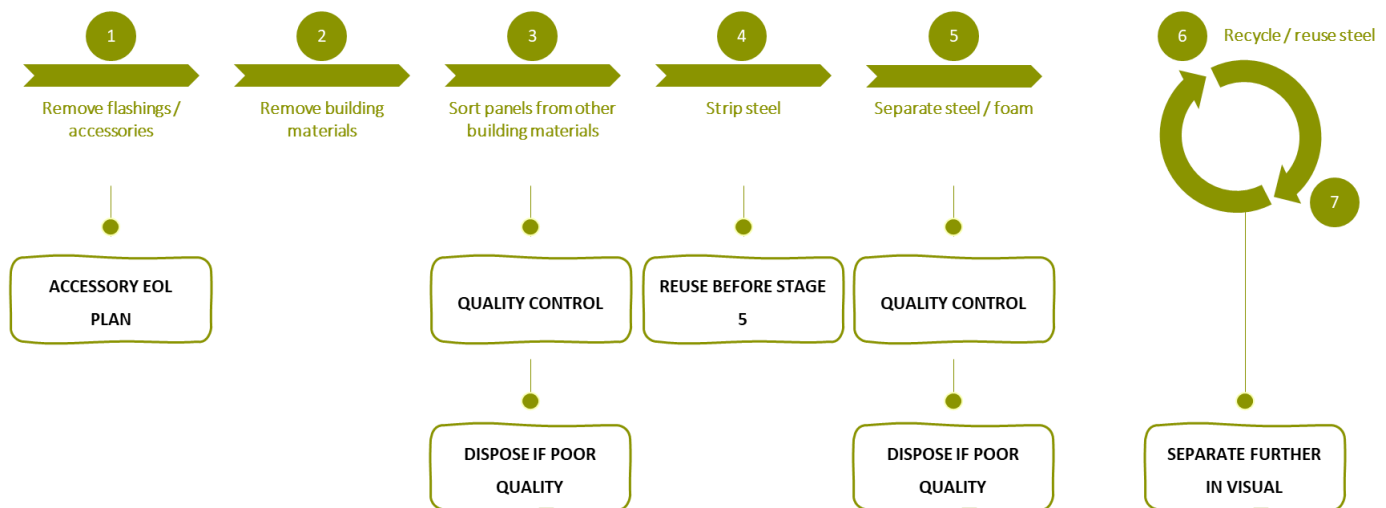 1
2
3
4
5
6
Recycle / reuse steel
Remove flashings /
accessories
Remove building
materials
Sort panels from other
building materials
Strip steel
Separate steel / foam
7
ACCESSORY EOL
PLAN
QUALITY CONTROL
REUSE BEFORE STAGE
5
QUALITY CONTROL
DISPOSE IF POOR
QUALITY
DISPOSE IF POOR
QUALITY
SEPARATE FURTHER
IN VISUAL